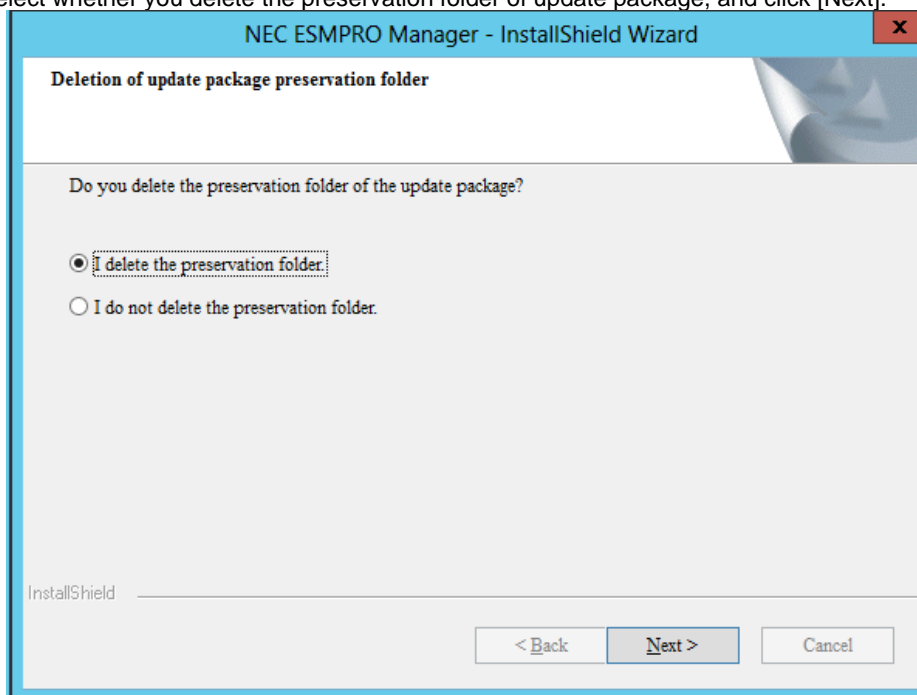 elect whether you delete the preservation folder of update package, and click [Next].
NEC ESMPRO Manager - InstallShield Wizard
x
Deletion of update package preservation folder
Do you delete the preservation folder of the update package?
I delete the preservation folder.
I do not delete the preservation folder.
InstallShield
< Back
Next >
Cancel